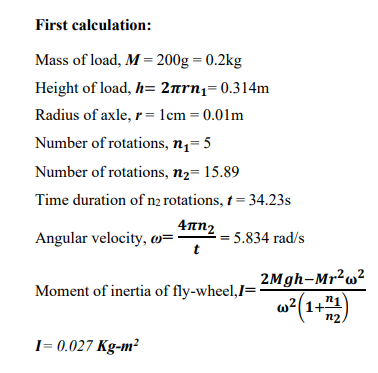 First calculation:
Mass of load, M = 200g = 0.2kg
Height of load, h= 2πrn₁= 0.314m
Radius of axle, r = 1cm = 0.01m
Number of rotations, n₁= 5
Number of rotations, n₂= 15.89
Time duration of n₂ rotations, t = 34.23s
Angular velocity, ω= 4πn₂/t = 5.834 rad/s
Moment of inertia of fly-wheel,I= (2Mgh−Mr²ω²)/(ω²(1+n₁/n₂))
I= 0.027 Kg-m²